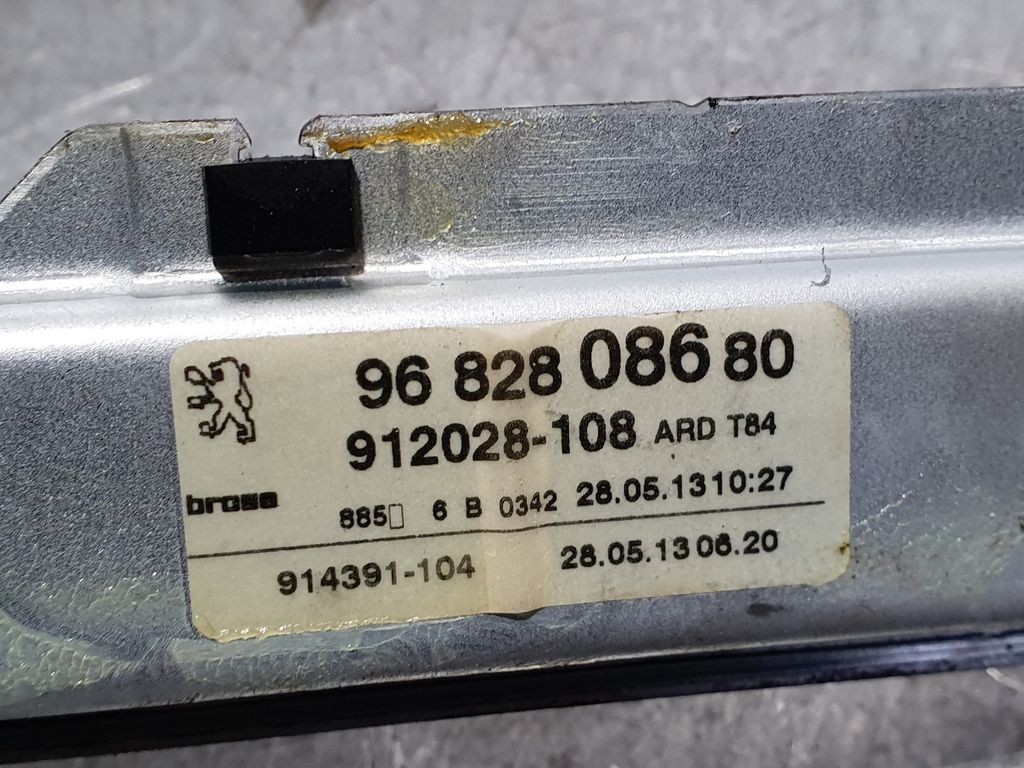 96 828 086 80
912028-108 ARD T84
brose
885▯ 6 B 0342 28.05.13 10:27
914391-104 28.05.13 06.20